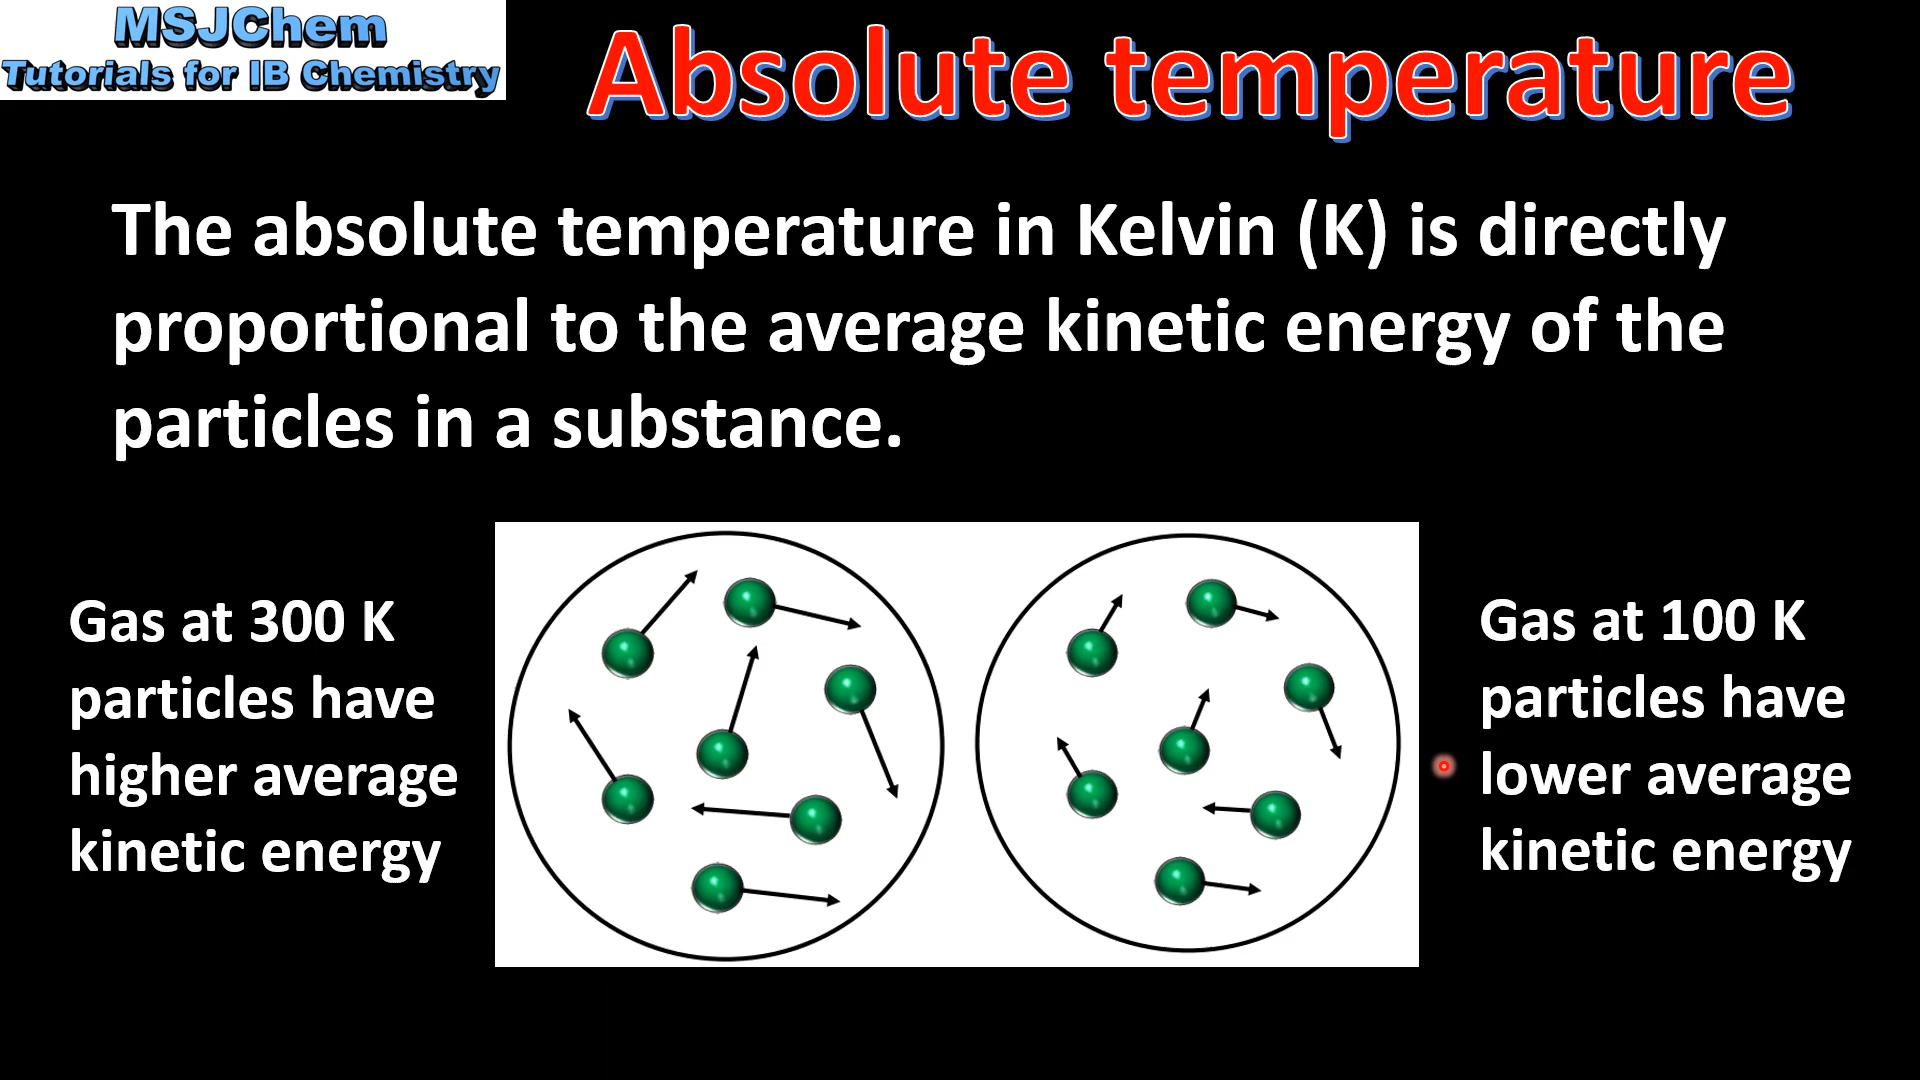 MSJChem
Tutorials for IB Chemistry
Absolute temperature
The absolute temperature in Kelvin (K) is directly
proportional to the average kinetic energy of the
particles in a substance.
Gas at 300 K
particles have
higher average
kinetic energy
Gas at 100 K
particles have
lower average
kinetic energy